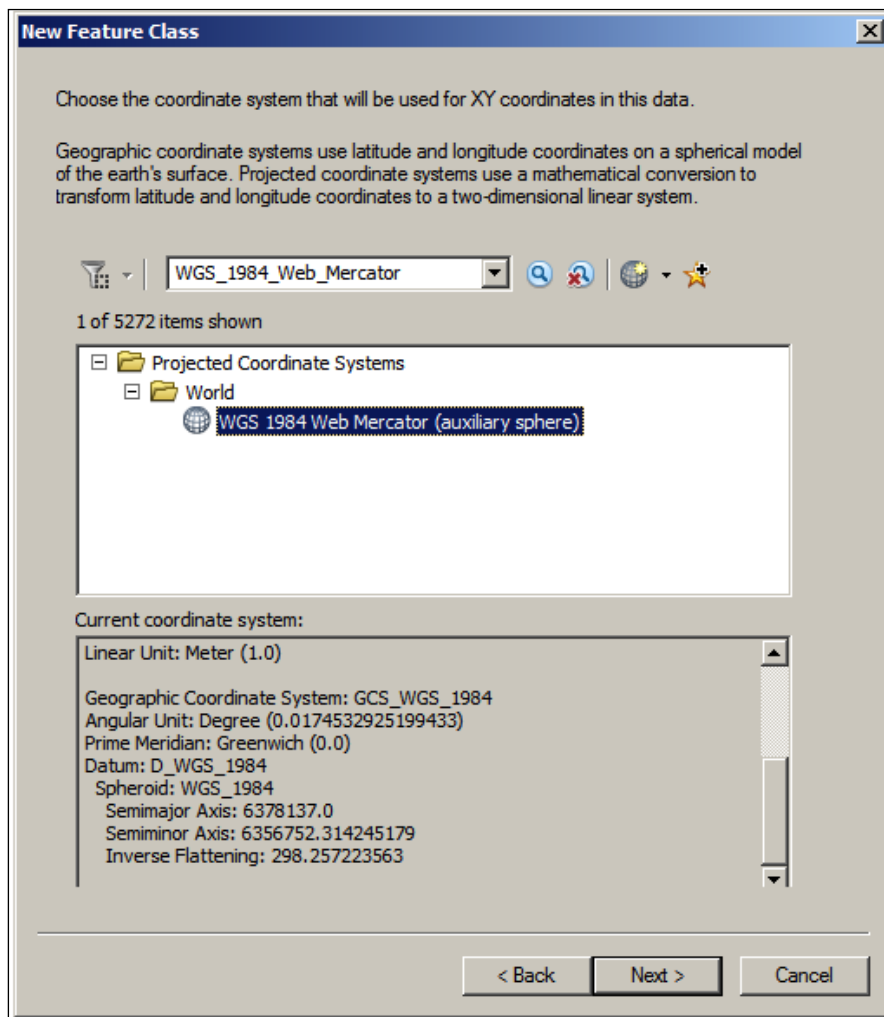 New Feature Class
Choose the coordinate system that will be used for XY coordinates in this data.
Geographic coordinate systems use latitude and longitude coordinates on a spherical model
of the earth's surface. Projected coordinate systems use a mathematical conversion to
transform latitude and longitude coordinates to a two-dimensional linear system.
WGS_1984_Web_Mercator
1 of 5272 items shown
Projected Coordinate Systems
World
WGS 1984 Web Mercator (auxiliary sphere)
Current coordinate system:
Linear Unit: Meter (1.0)
Geographic Coordinate System: GCS_WGS_1984
Angular Unit: Degree (0.0174532925199433)
Prime Meridian: Greenwich (0.0)
Datum: D_WGS_1984
Spheroid: WGS_1984
Semimajor Axis: 6378137.0
Semiminor Axis: 6356752.314245179
Inverse Flattening: 298.257223563
< Back Next > Cancel